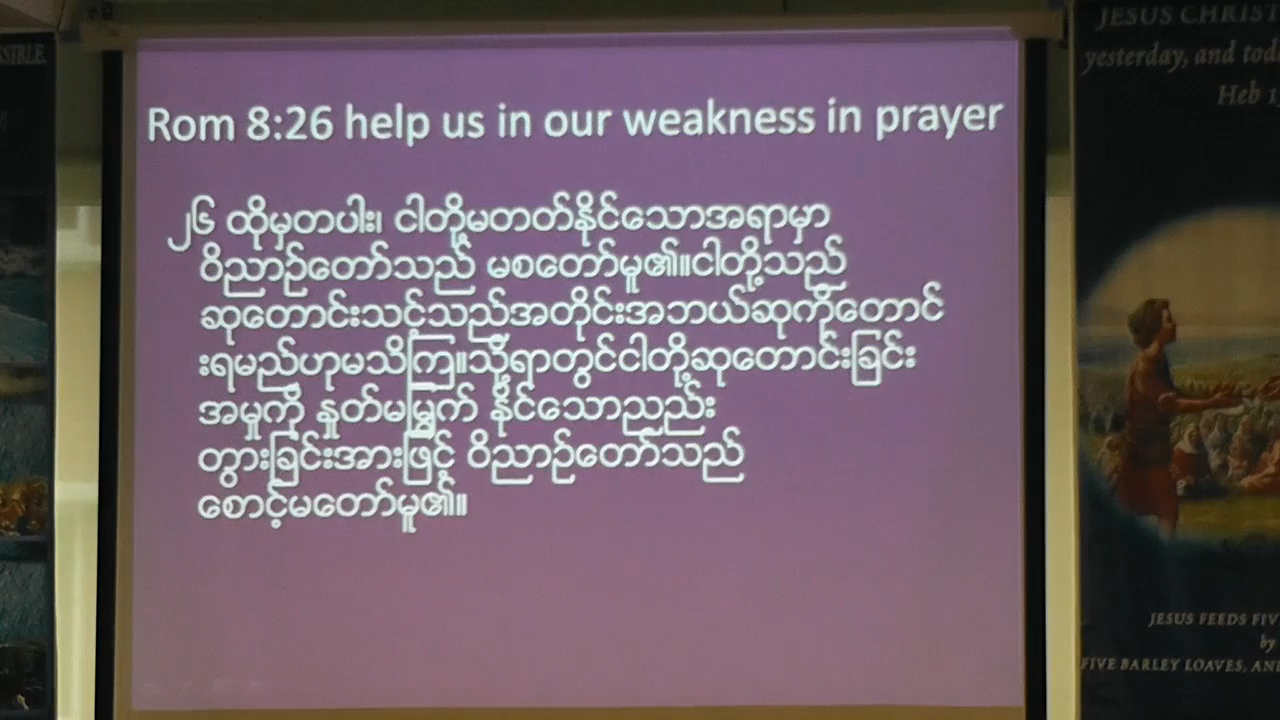 SSIBLE.
Rom 8:26 help us in our weakness in prayer
၂၆ ထိုမှတပါး၊ ငါတို့မတတ်နိုင်သောအရာမှာ
ဝိညာဉ်တော်သည် မစတော်မူ၏။ငါတို့သည်
ဆုတောင်းသင့်သည်အတိုင်းအဘယ်ဆုကိုတောင်
းရမည်ဟုမသိကြ။သို့ရာတွင်ငါတို့ဆုတောင်းခြင်း
အမှုကို နှုတ်မမြွက် နိုင်သောညည်း
တွားခြင်းအားဖြင့် ဝိညာဉ်တော်သည်
စောင့်မတော်မူ၏။
JESUS CHRIST
yesterday, and tod
Heb 1
JESUS FEEDS FIV
by
FIVE BARLEY LOAVES, AN